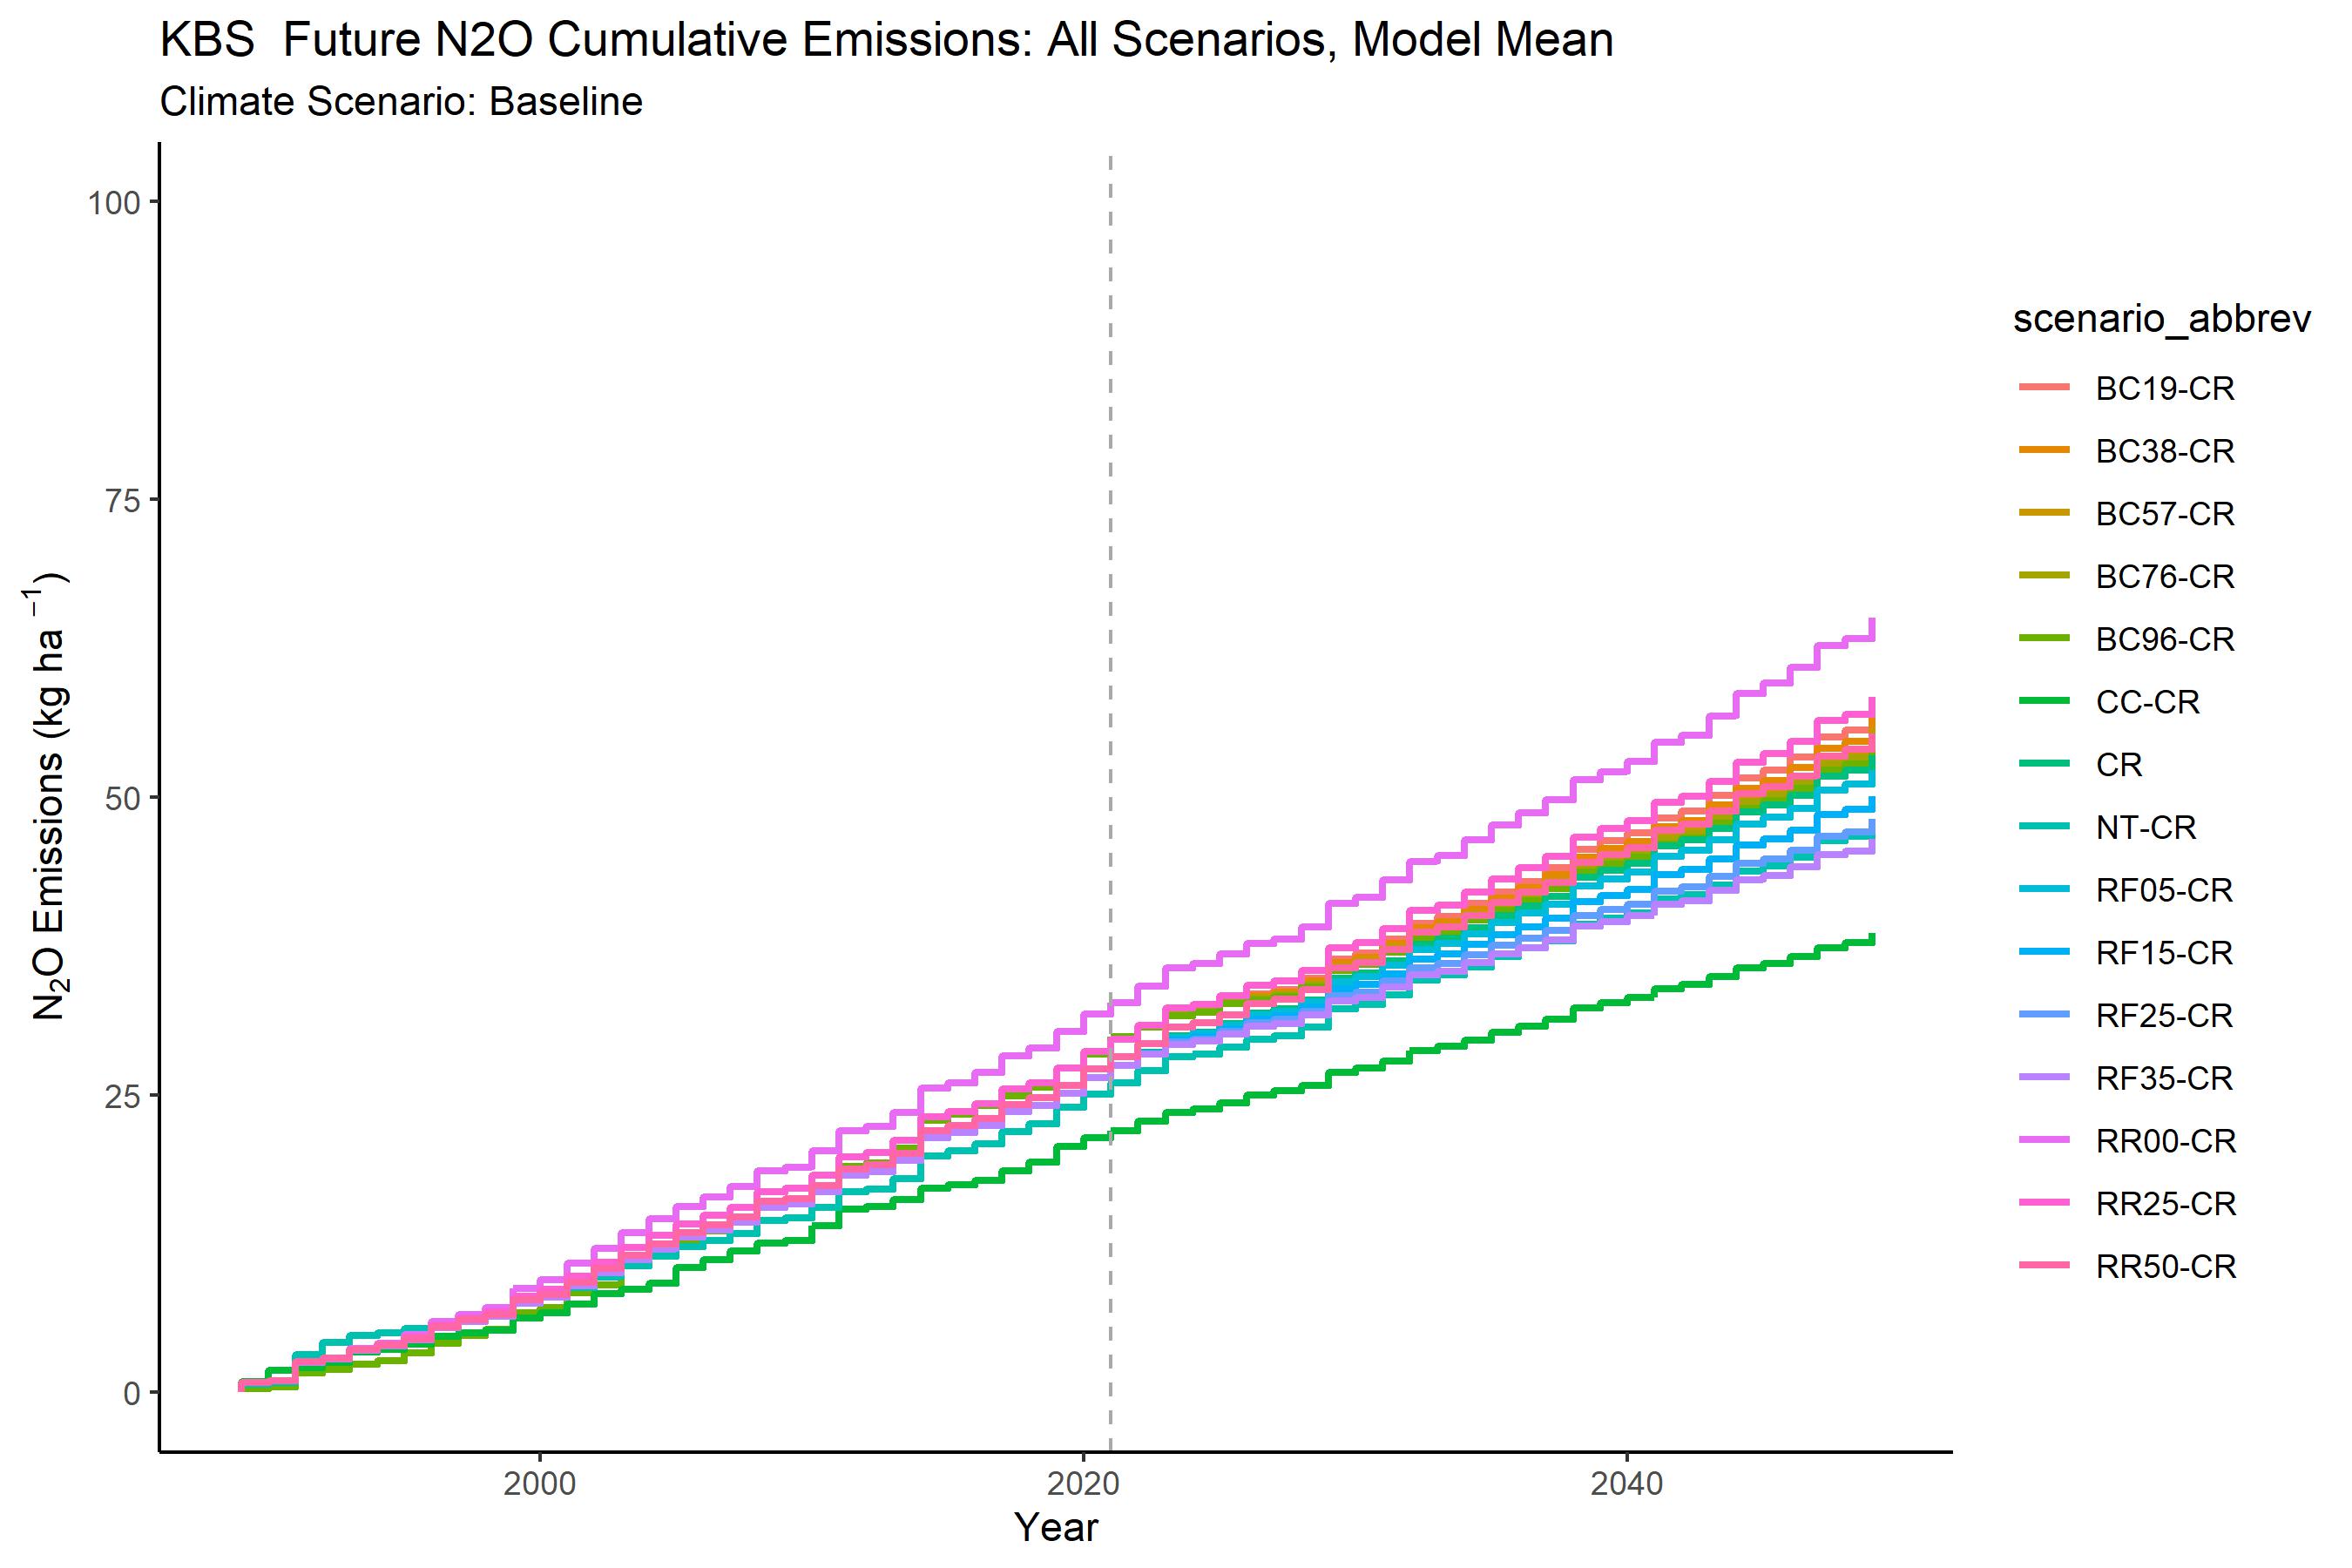 KBS  Future N2O Cumulative Emissions: All Scenarios, Model Mean
Climate Scenario: Baseline
N₂O Emissions (kg ha ⁻¹)
100
75
50
25
0
2000
2020
2040
Year
scenario_abbrev
BC19-CR
BC38-CR
BC57-CR
BC76-CR
BC96-CR
CC-CR
CR
NT-CR
RF05-CR
RF15-CR
RF25-CR
RF35-CR
RR00-CR
RR25-CR
RR50-CR